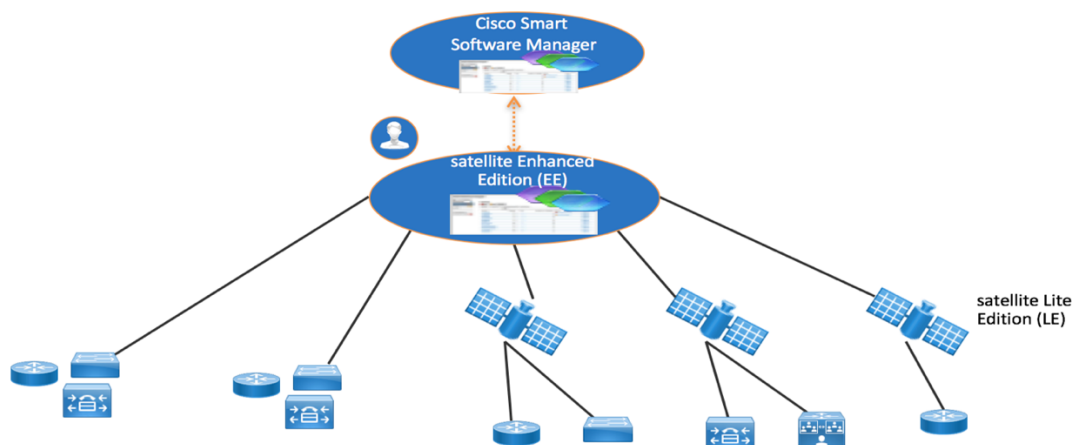 Cisco Smart
Software Manager
satellite Enhanced
Edition (EE)
satellite Lite
Edition (LE)